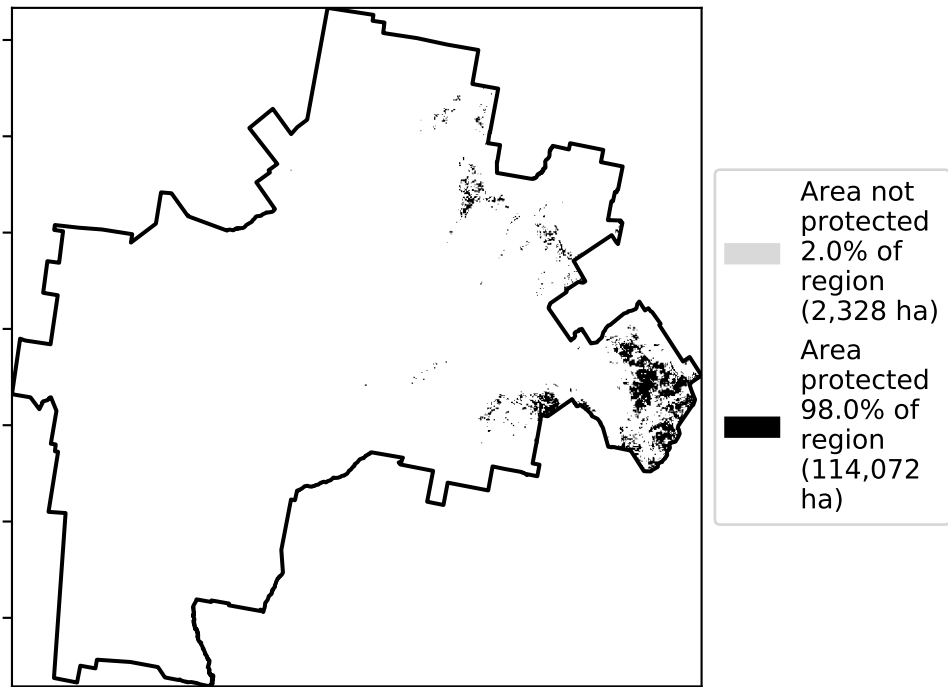 Area not
protected
2.0% of
region
(2,328 ha)
Area
protected
98.0% of
region
(114,072
ha)